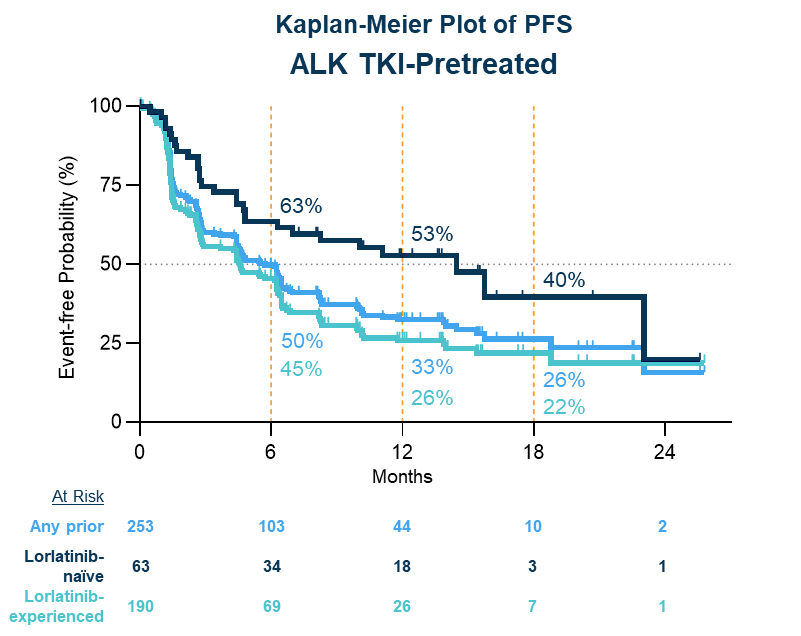 Kaplan-Meier Plot of PFS
ALK TKI-Pretreated
Event-free Probability (%)
100
75
50
25
0
63%
53%
40%
50%
45%
33%
26%
26%
22%
0 6 12 18 24
Months
At Risk
Any prior 253 103 44 10 2
Lorlatinib-
naïve 63 34 18 3 1
Lorlatinib-
experienced 190 69 26 7 1